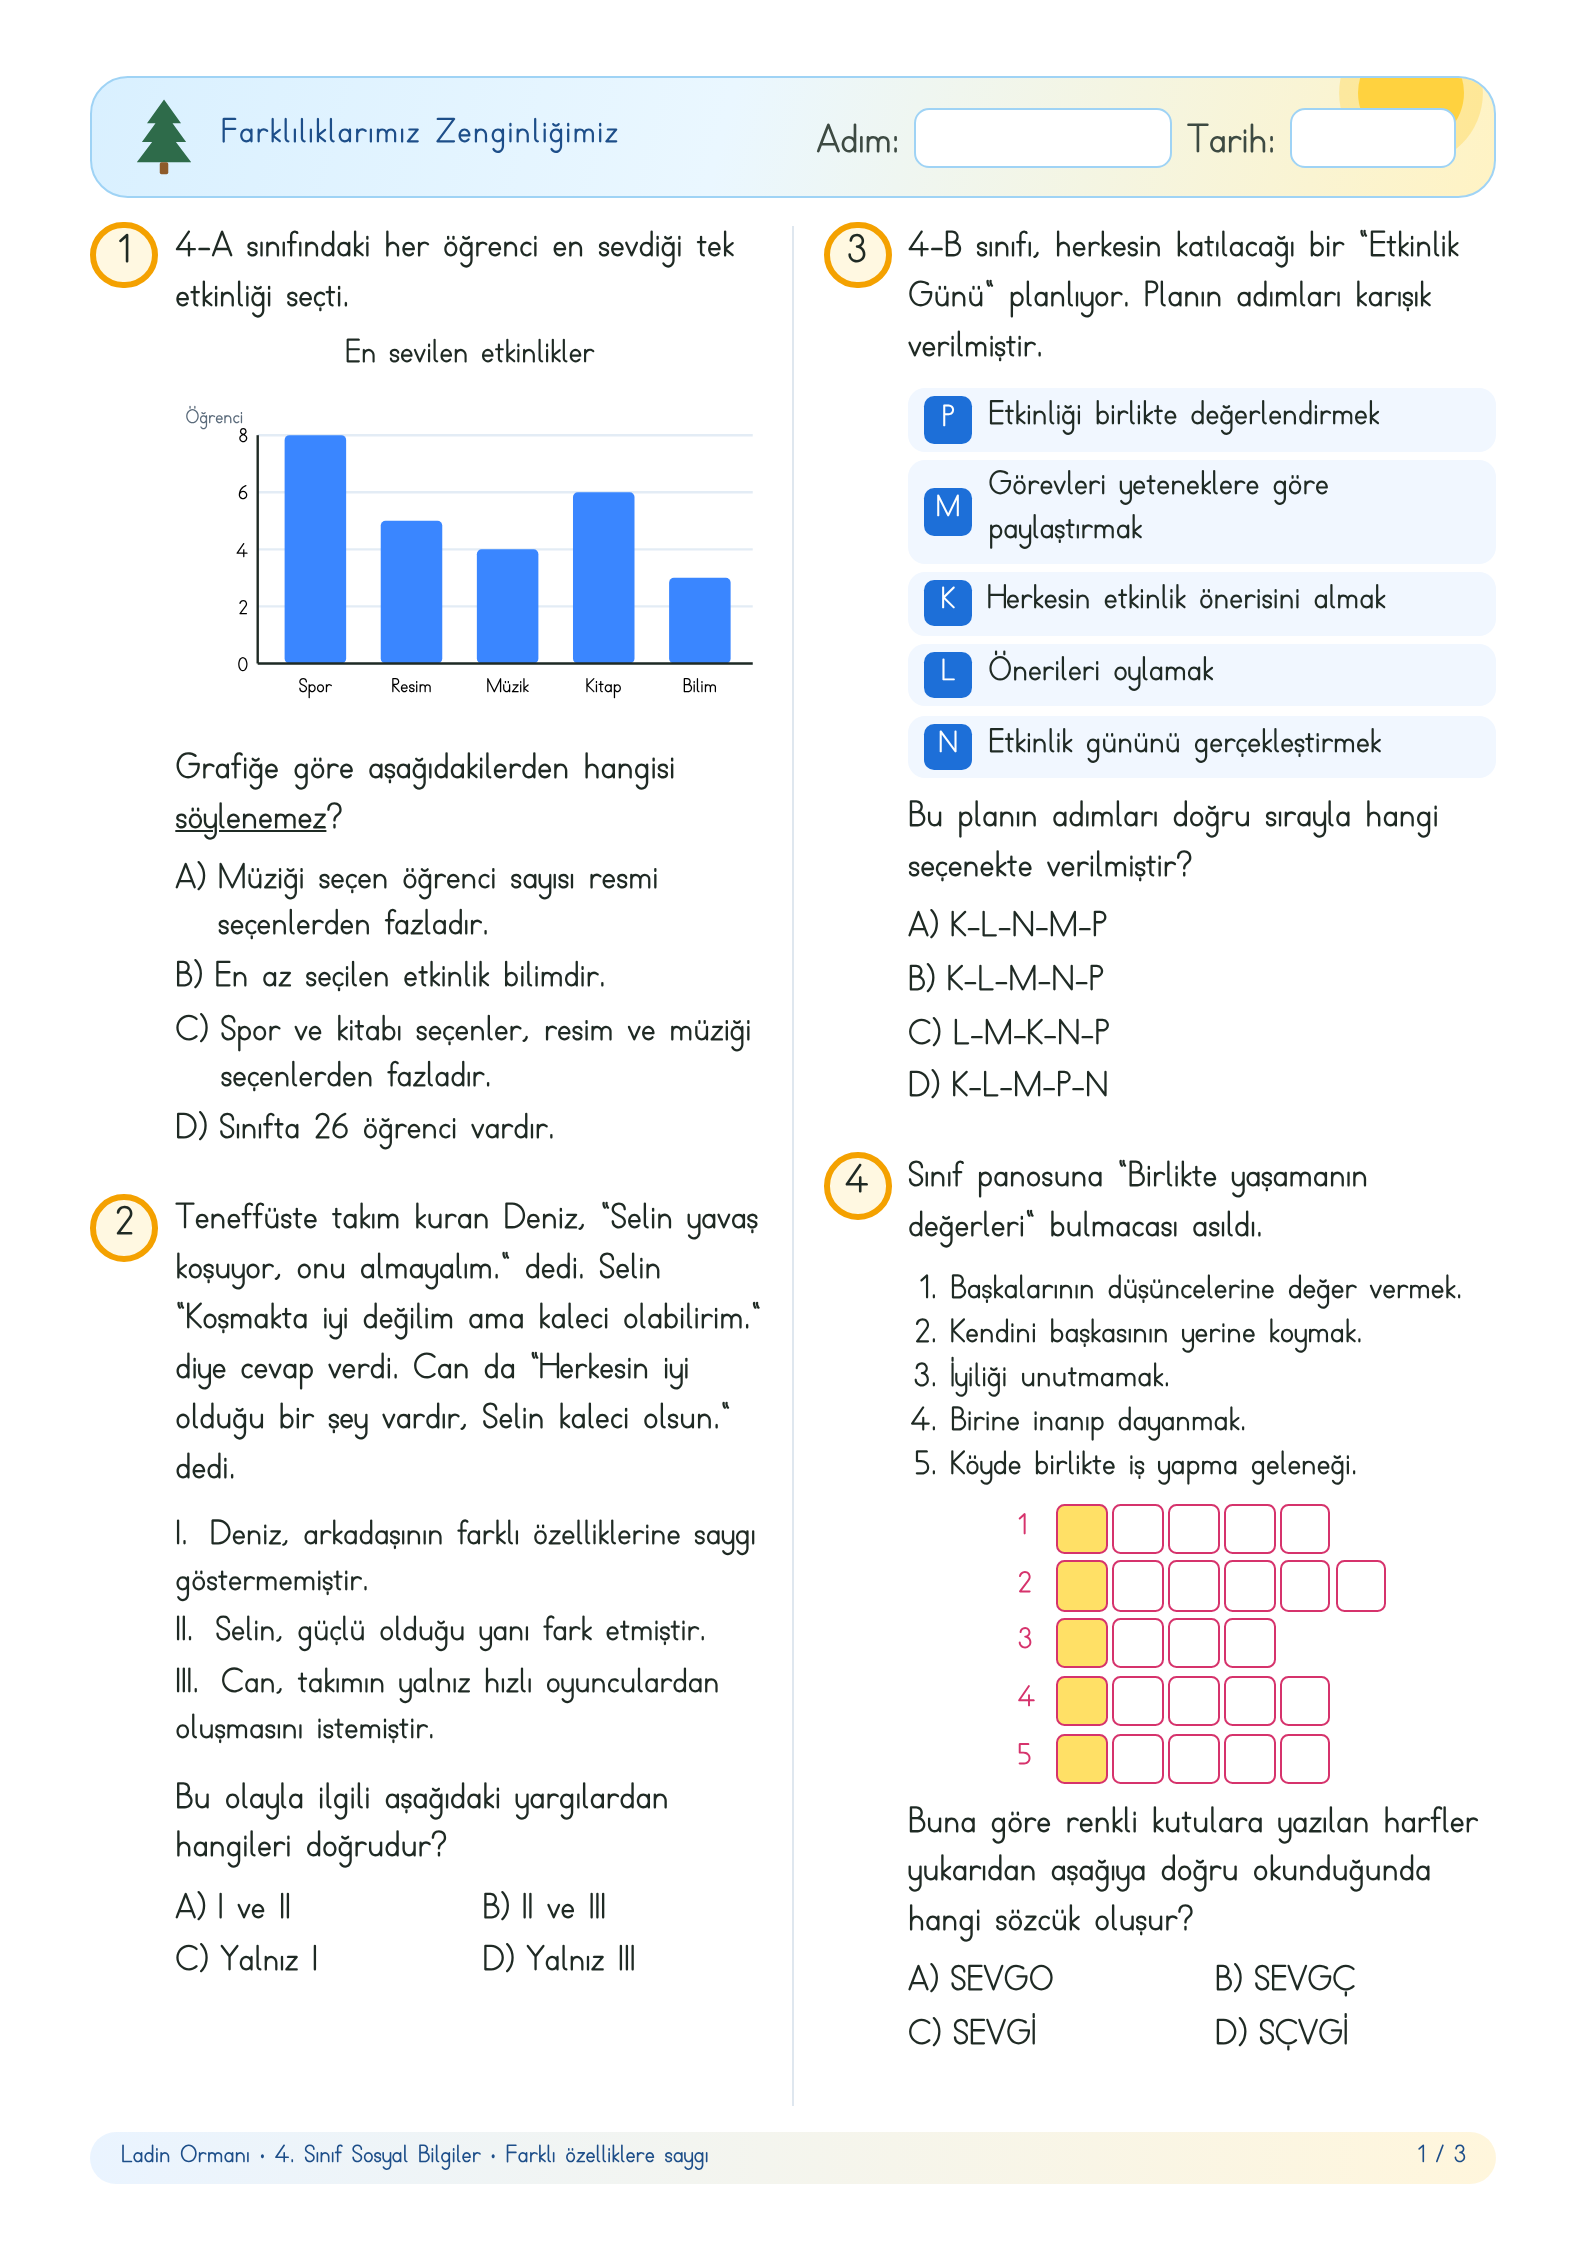 Farklılıklarımız Zenginliğimiz
Adım:
Tarih:
1
4-A sınıfındaki her öğrenci en sevdiği tek
etkinliği seçti.
En sevilen etkinlikler
Öğrenci
8
6
4
2
0
Spor Resim Müzik Kitap Bilim
Grafiğe göre aşağıdakilerden hangisi
söylenemez?
A) Müziği seçen öğrenci sayısı resmi
seçenlerden fazladır.
B) En az seçilen etkinlik bilimdir.
C) Spor ve kitabı seçenler, resim ve müziği
seçenlerden fazladır.
D) Sınıfta 26 öğrenci vardır.
2
Teneffüste takım kuran Deniz, "Selin yavaş
koşuyor, onu almayalım." dedi. Selin
"Koşmakta iyi değilim ama kaleci olabilirim."
diye cevap verdi. Can da "Herkesin iyi
olduğu bir şey vardır, Selin kaleci olsun."
dedi.
I. Deniz, arkadaşının farklı özelliklerine saygı
göstermemiştir.
II. Selin, güçlü olduğu yanı fark etmiştir.
III. Can, takımın yalnız hızlı oyunculardan
oluşmasını istemiştir.
Bu olayla ilgili aşağıdaki yargılardan
hangileri doğrudur?
A) I ve II
B) II ve III
C) Yalnız I
D) Yalnız III
3
4-B sınıfı, herkesin katılacağı bir "Etkinlik
Günü" planlıyor. Planın adımları karışık
verilmiştir.
P Etkinliği birlikte değerlendirmek
M Görevleri yeteneklere göre
paylaştırmak
K Herkesin etkinlik önerisini almak
L Önerileri oylamak
N Etkinlik gününü gerçekleştirmek
Bu planın adımları doğru sırayla hangi
seçenekte verilmiştir?
A) K-L-N-M-P
B) K-L-M-N-P
C) L-M-K-N-P
D) K-L-M-P-N
4
Sınıf panosuna "Birlikte yaşamanın
değerleri" bulmacası asıldı.
1. Başkalarının düşüncelerine değer vermek.
2. Kendini başkasının yerine koymak.
3. İyiliği unutmamak.
4. Birine inanıp dayanmak.
5. Köyde birlikte iş yapma geleneği.
1
2
3
4
5
Buna göre renkli kutulara yazılan harfler
yukarıdan aşağıya doğru okunduğunda
hangi sözcük oluşur?
A) SEVGO
B) SEVGÇ
C) SEVGİ
D) SÇVGİ
Ladin Ormanı • 4. Sınıf Sosyal Bilgiler • Farklı özelliklere saygı
1 / 3